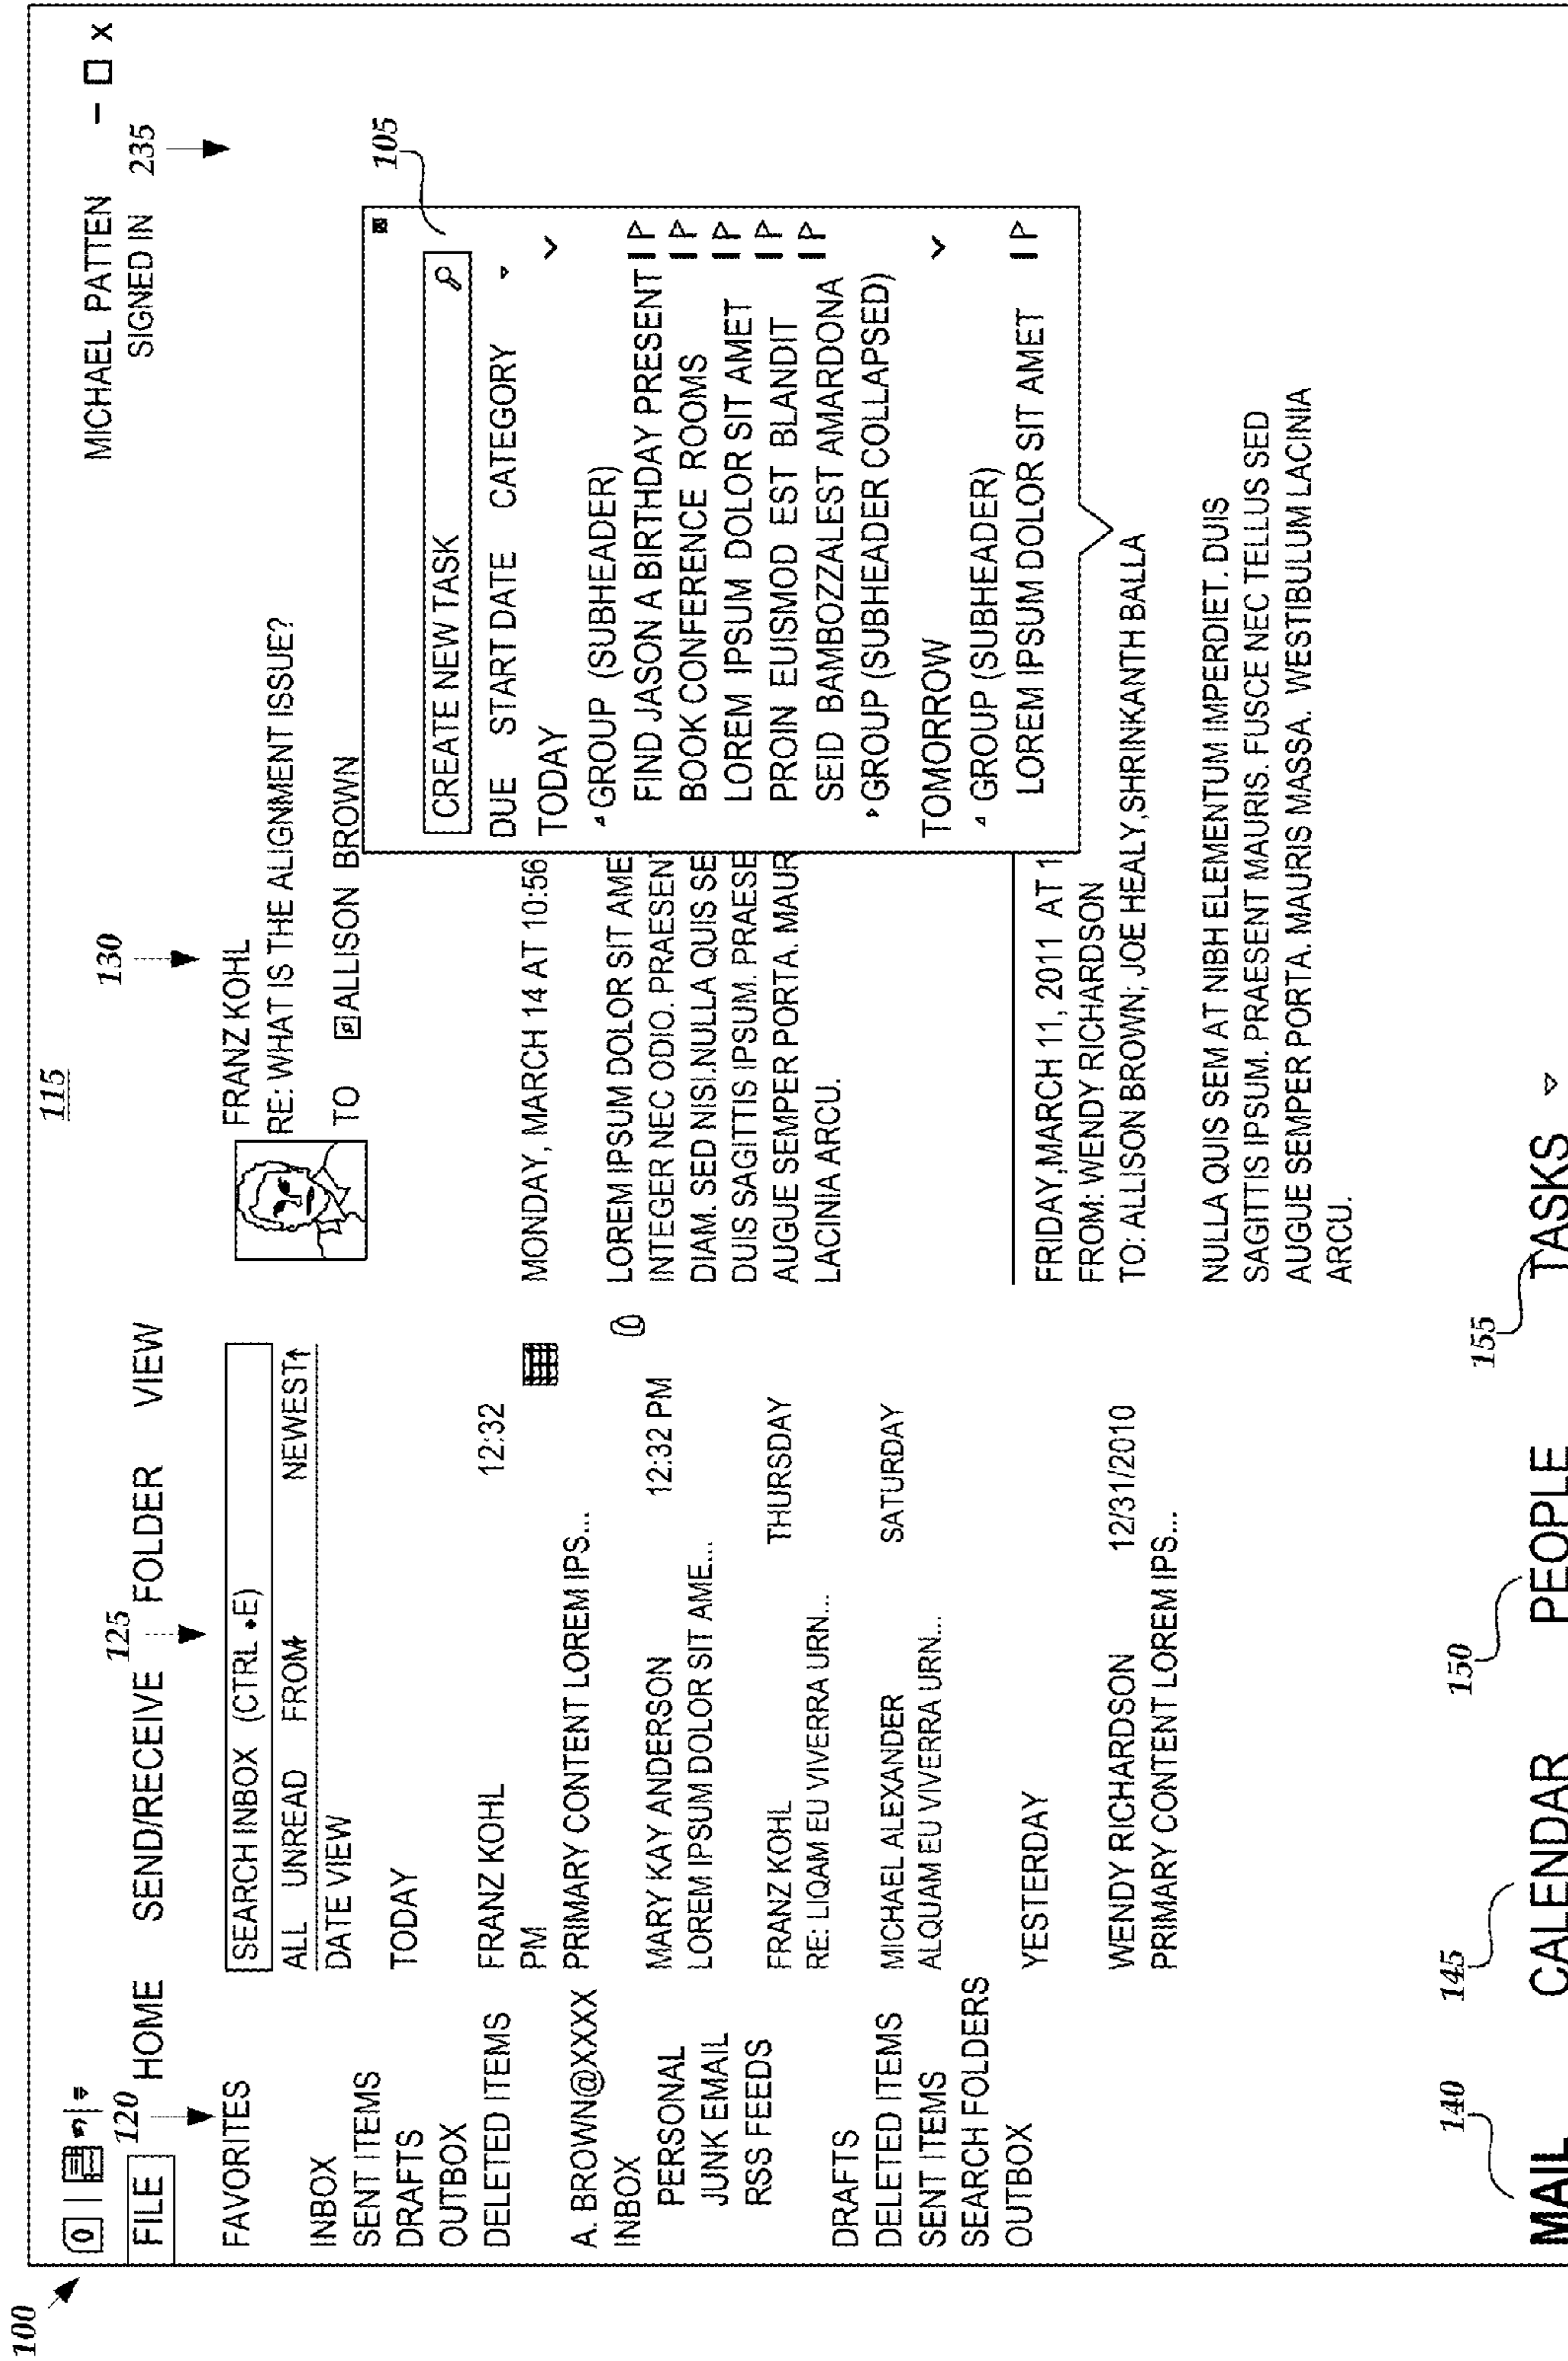 100
115
MICHAEL PATTEN
SIGNED IN 235
FILE 120 HOME SEND/RECEIVE 125 FOLDER VIEW
130
FAVORITES
INBOX
SENT ITEMS
DRAFTS
OUTBOX
DELETED ITEMS
A. BROWN@XXXX
INBOX
PERSONAL
JUNK EMAIL
RSS FEEDS
DRAFTS
DELETED ITEMS
SENT ITEMS
SEARCH FOLDERS
OUTBOX
SEARCH INBOX (CTRL +E)
ALL UNREAD FROM NEWEST↑
DATE VIEW
TODAY
FRANZ KOHL 12:32
PM
PRIMARY CONTENT LOREM IPS...
MARY KAY ANDERSON 12:32 PM
LOREM IPSUM DOLOR SIT AME...
FRANZ KOHL THURSDAY
RE: LIQAM EU VIVERRA URN...
MICHAEL ALEXANDER SATURDAY
ALQUAM EU VIVERRA URN...
YESTERDAY
WENDY RICHARDSON 12/31/2010
PRIMARY CONTENT LOREM IPS...
FRANZ KOHL
RE: WHAT IS THE ALIGNMENT ISSUE?
TO ALLISON BROWN
MONDAY, MARCH 14 AT 10:56
LOREM IPSUM DOLOR SIT AME
INTEGER NEC ODIO. PRAESEN
DIAM. SED NISI.NULLA QUIS SE
DUIS SAGITTIS IPSUM. PRAESE
AUGUE SEMPER PORTA. MAUR
LACINIA ARCU.
FRIDAY,MARCH 11, 2011 AT 1
FROM: WENDY RICHARDSON
TO: ALLISON BROWN; JOE HEALY,SHRINKANTH BALLA
NULLA QUIS SEM AT NIBH ELEMENTUM IMPERDIET. DUIS
SAGITTIS IPSUM. PRAESENT MAURIS. FUSCE NEC TELLUS SED
AUGUE SEMPER PORTA. MAURIS MASSA. WESTIBULUM LACINIA
ARCU.
105
CREATE NEW TASK
DUE START DATE CATEGORY
TODAY
GROUP (SUBHEADER)
FIND JASON A BIRTHDAY PRESENT
BOOK CONFERENCE ROOMS
LOREM IPSUM DOLOR SIT AMET
PROIN EUISMOD EST BLANDIT
SEID BAMBOZZALEST AMARDONA
GROUP (SUBHEADER COLLAPSED)
TOMORROW
GROUP (SUBHEADER)
LOREM IPSUM DOLOR SIT AMET
140 145 150 155
MAIL CALENDAR PEOPLE TASKS